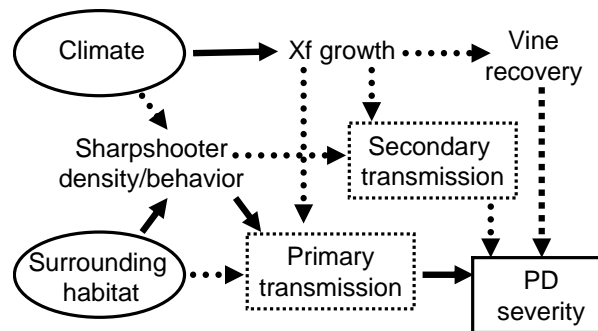 Climate
Xf growth
Vine
recovery
Sharpshooter
density/behavior
Secondary
transmission
Surrounding
habitat
Primary
transmission
PD
severity